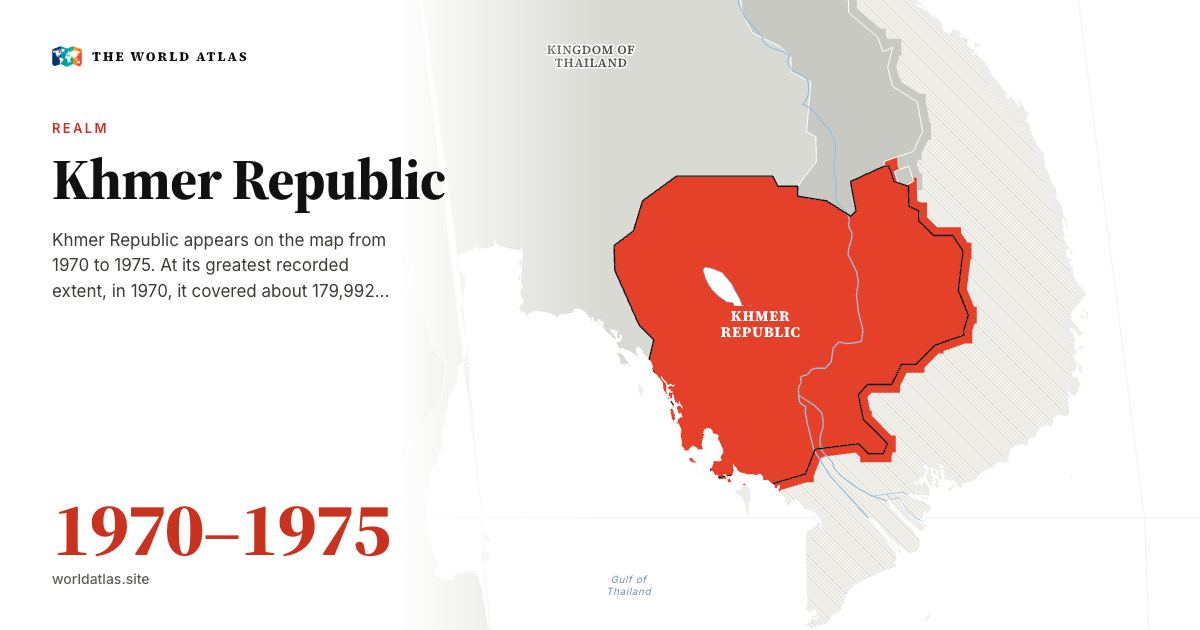 THE WORLD ATLAS
REALM
Khmer Republic
Khmer Republic appears on the map from
1970 to 1975. At its greatest recorded
extent, in 1970, it covered about 179,992...
1970–1975
worldatlas.site
KINGDOM OF
THAILAND
KHMER
REPUBLIC
Gulf of
Thailand